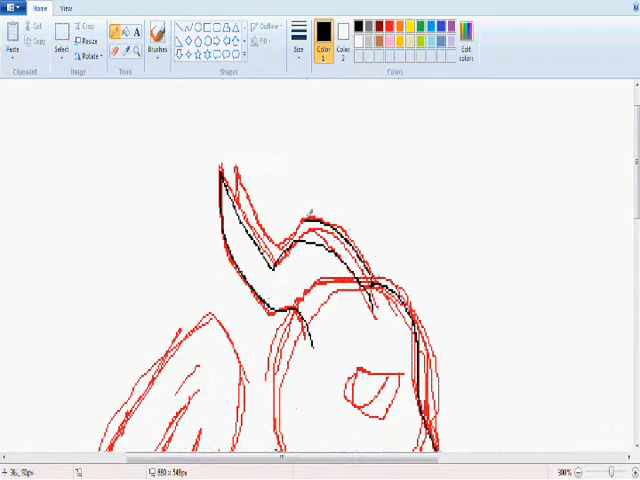 Home View
Paste
Cut
Copy
Clipboard
Select
Crop
Resize
Rotate
Image
A
Tools
Brushes
Outline
Fill
Shapes
Size
Color 1
Color 2
Edit colors
Colors
880 × 548px
300%